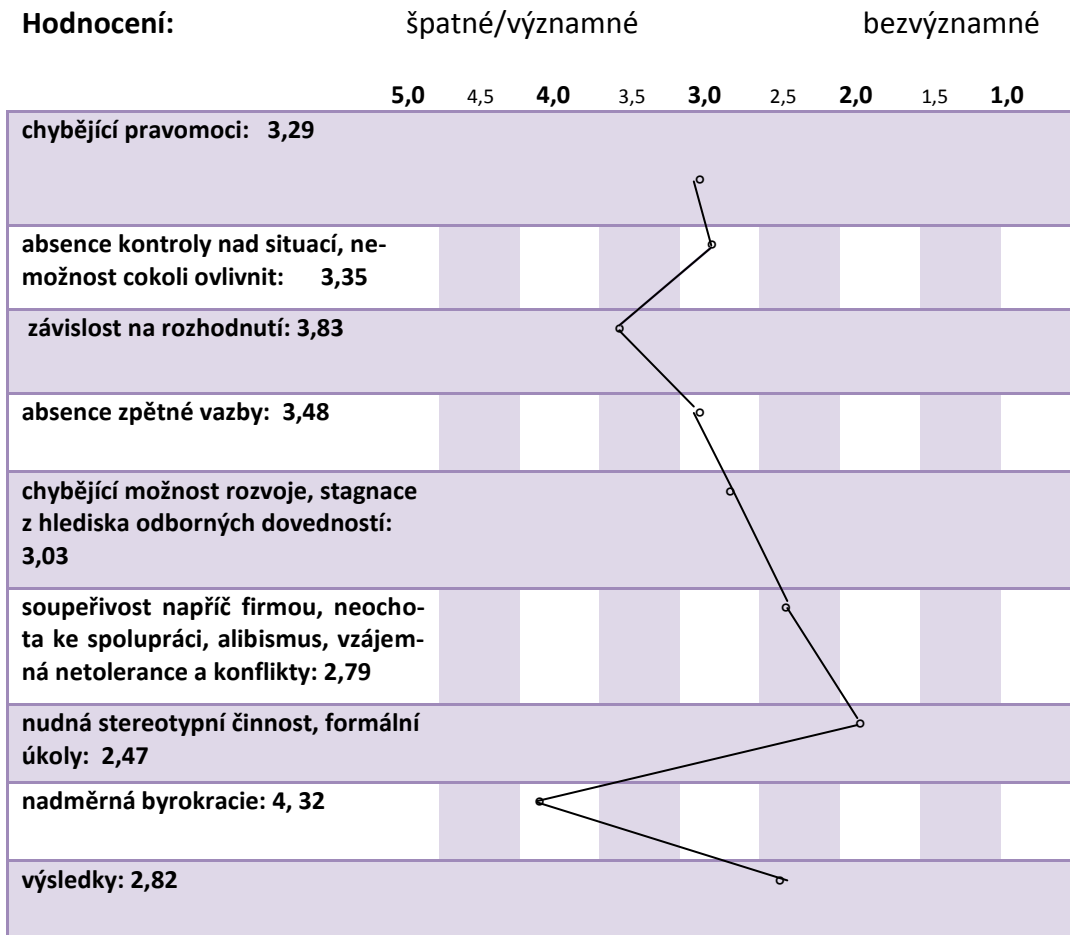 Hodnocení: špatné/významné bezvýznamné
5,0 4,5 4,0 3,5 3,0 2,5 2,0 1,5 1,0
chybějící pravomoci: 3,29
absence kontroly nad situací, ne-
možnost cokoli ovlivnit: 3,35
závislost na rozhodnutí: 3,83
absence zpětné vazby: 3,48
chybějící možnost rozvoje, stagnace
z hlediska odborných dovedností:
3,03
soupeřivost napříč firmou, neocho-
ta ke spolupráci, alibismus, vzájem-
ná netolerance a konflikty: 2,79
nudná stereotypní činnost, formální
úkoly: 2,47
nadměrná byrokracie: 4, 32
výsledky: 2,82